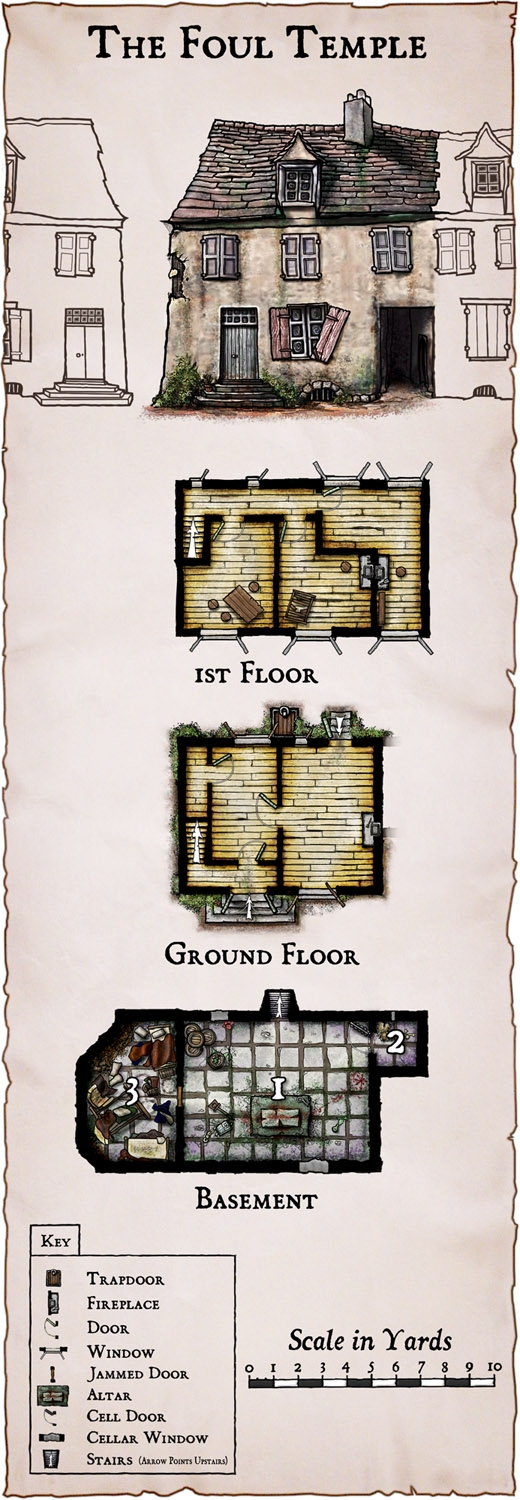 The Foul Temple
1st Floor
Ground Floor
1
2
3
Basement
Key
Trapdoor
Fireplace
Door
Window
Jammed Door
Altar
Cell Door
Cellar Window
Stairs (Arrow Points Upstairs)
Scale in Yards
0 1 2 3 4 5 6 7 8 9 10